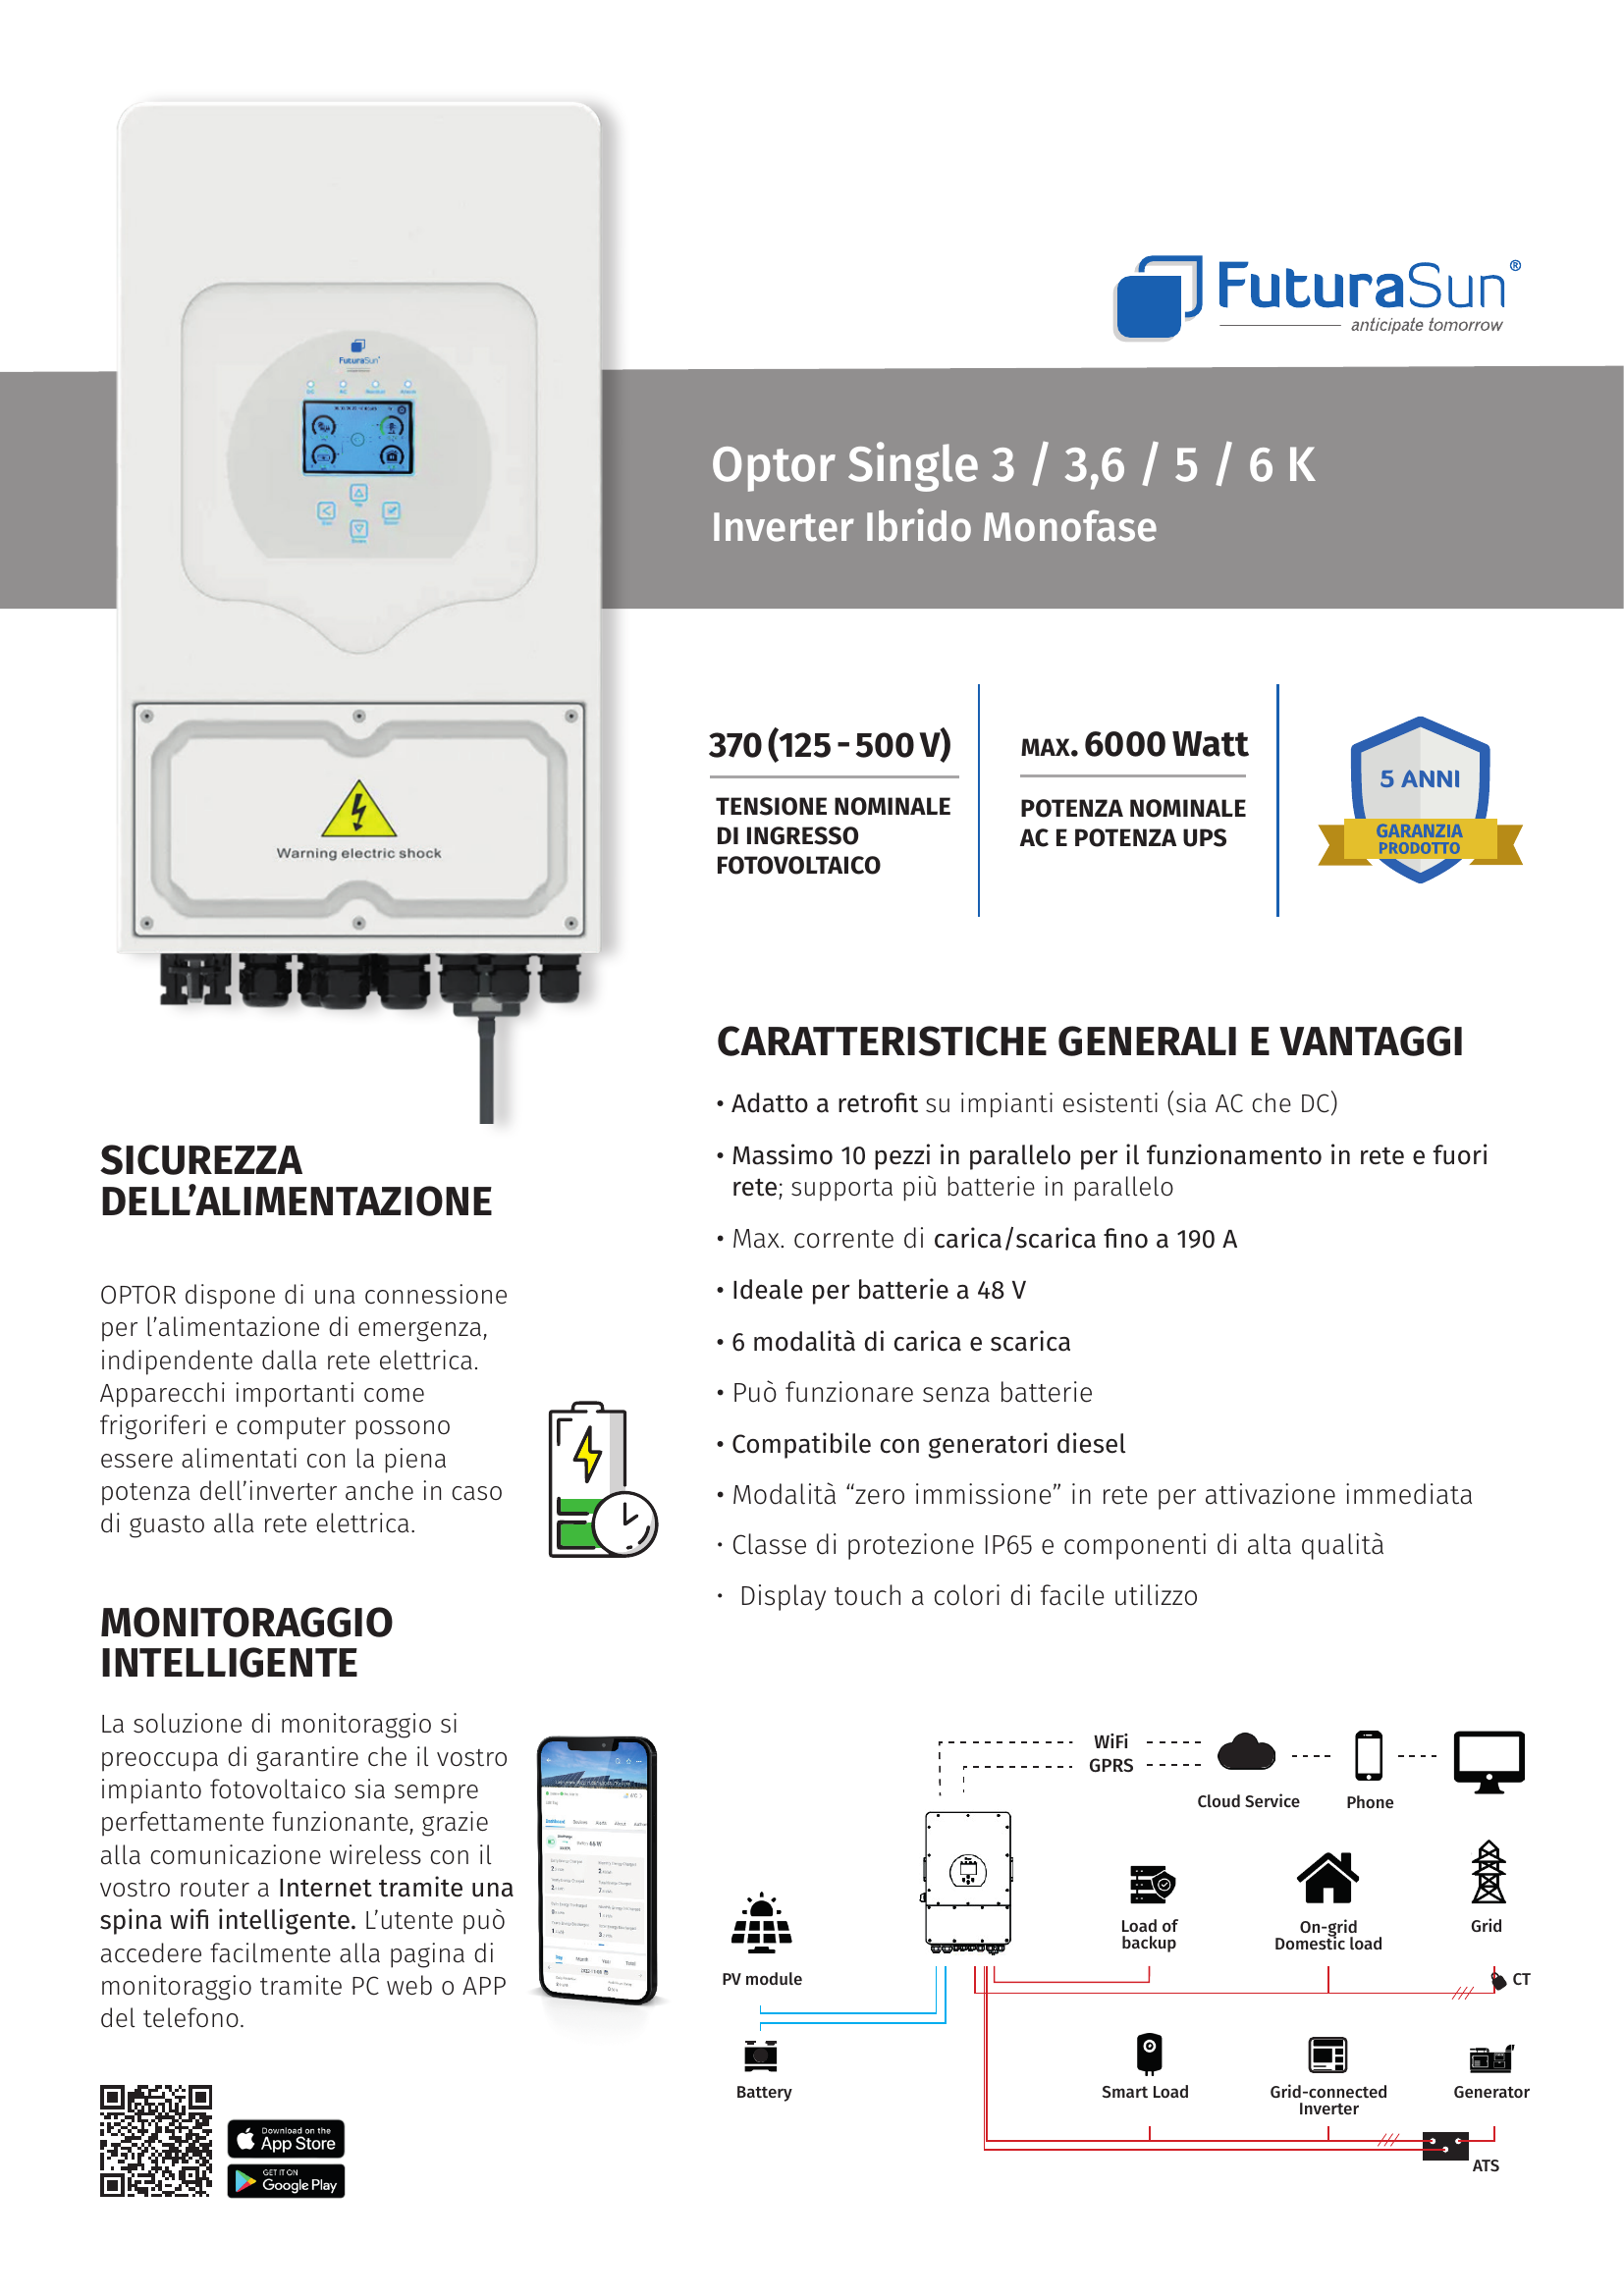 FuturaSun®
anticipate tomorrow
FuturaSun
Optor Single 3 / 3,6 / 5 / 6 K
Inverter Ibrido Monofase
Warning electric shock
370 (125 - 500 V)
TENSIONE NOMINALE
DI INGRESSO
FOTOVOLTAICO
MAX. 6000 Watt
POTENZA NOMINALE
AC E POTENZA UPS
5 ANNI
GARANZIA
PRODOTTO
CARATTERISTICHE GENERALI E VANTAGGI
• Adatto a retrofit su impianti esistenti (sia AC che DC)
• Massimo 10 pezzi in parallelo per il funzionamento in rete e fuori
rete; supporta più batterie in parallelo
• Max. corrente di carica/scarica fino a 190 A
• Ideale per batterie a 48 V
• 6 modalità di carica e scarica
• Può funzionare senza batterie
• Compatibile con generatori diesel
• Modalità “zero immissione” in rete per attivazione immediata
• Classe di protezione IP65 e componenti di alta qualità
• Display touch a colori di facile utilizzo
SICUREZZA
DELL’ALIMENTAZIONE
OPTOR dispone di una connessione
per l’alimentazione di emergenza,
indipendente dalla rete elettrica.
Apparecchi importanti come
frigoriferi e computer possono
essere alimentati con la piena
potenza dell’inverter anche in caso
di guasto alla rete elettrica.
MONITORAGGIO
INTELLIGENTE
La soluzione di monitoraggio si
preoccupa di garantire che il vostro
impianto fotovoltaico sia sempre
perfettamente funzionante, grazie
alla comunicazione wireless con il
vostro router a Internet tramite una
spina wifi intelligente. L’utente può
accedere facilmente alla pagina di
monitoraggio tramite PC web o APP
del telefono.
Download on the
App Store
GET IT ON
Google Play
WiFi
GPRS
Cloud Service
Phone
Load of
backup
On-grid
Domestic load
Grid
PV module
CT
Battery
Smart Load
Grid-connected
Inverter
Generator
ATS